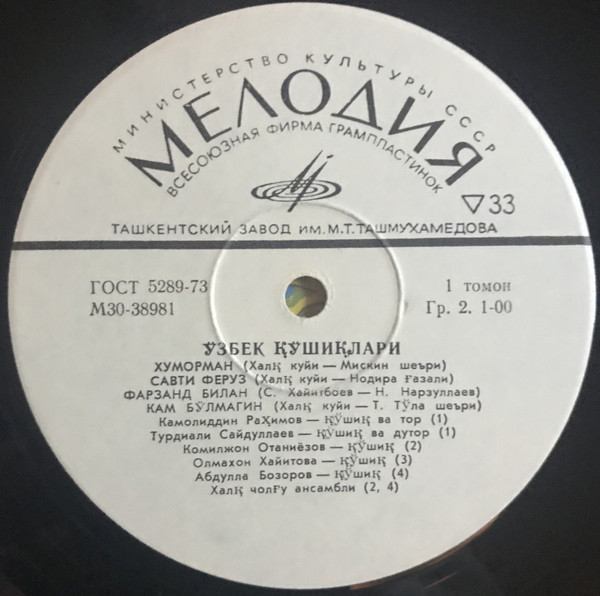 МИНИСТЕРСТВО КУЛЬТУРЫ СССР
МЕЛОДИЯ
ВСЕСОЮЗНАЯ ФИРМА ГРАМПЛАСТИНОК
▽33
ТАШКЕНТСКИЙ ЗАВОД ИМ. М.Т. ТАШМУХАМЕДОВА
ГОСТ 5289-73
М30-38981
1 томон
Гр. 2. 1-00
ЎЗБЕК ҚЎШИҚЛАРИ
ХУМОРМАН (Халқ куйи — Мискин шеъри)
САВТИ ФЕРУЗ (Халқ куйи — Нодира ғазали)
ФАРЗАНД БИЛАН (С. Хайитбоев — Н. Нарзуллаев)
КАМ БЎЛМАГИН (Халқ куйи — Т. Тўла шеъри)
Камолиддин Раҳимов — қўшиқ ва тор (1)
Турдиали Сайдуллаев — қўшиқ ва дутор (1)
Комилжон Отаниёзов — қўшиқ (2)
Олмахон Хайитова — қўшиқ (3)
Абдулла Бозоров — қўшиқ (4)
Халқ чолғу ансамбли (2, 4)